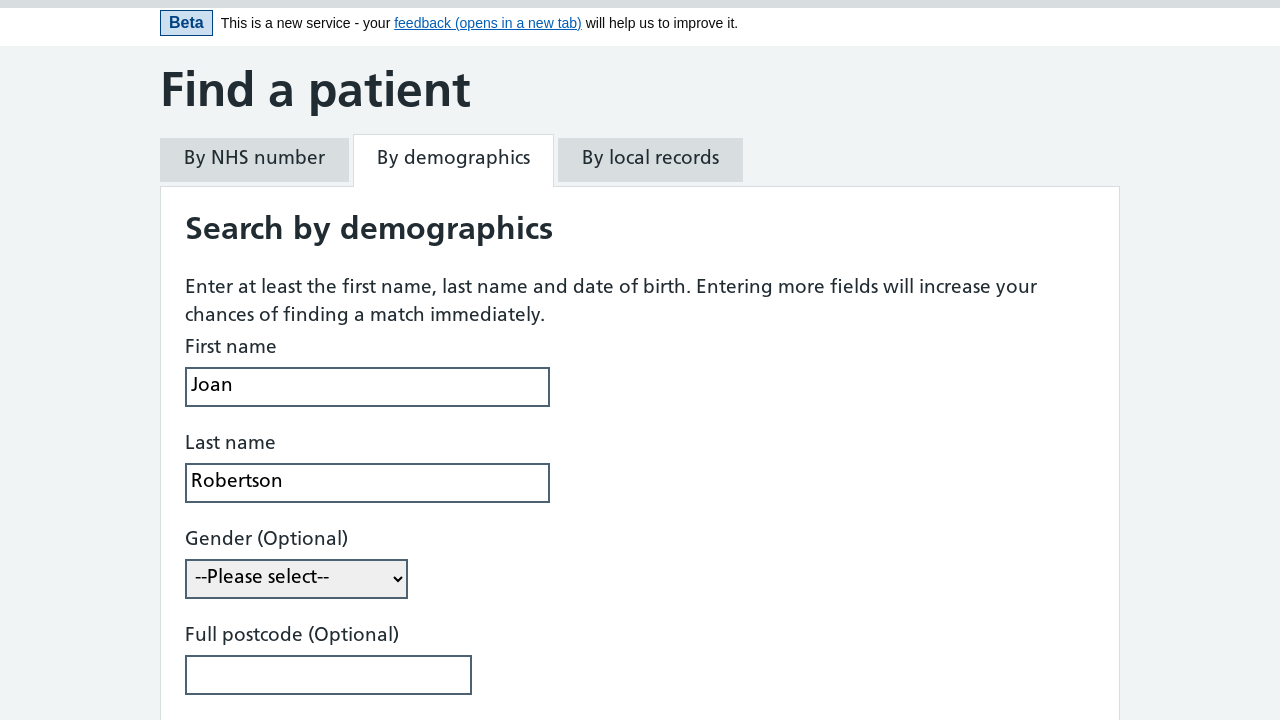 Beta This is a new service - your feedback (opens in a new tab) will help us to improve it.
Find a patient
By NHS number By demographics By local records
Search by demographics
Enter at least the first name, last name and date of birth. Entering more fields will increase your
chances of finding a match immediately.
First name
Joan
Last name
Robertson
Gender (Optional)
--Please select--
Full postcode (Optional)